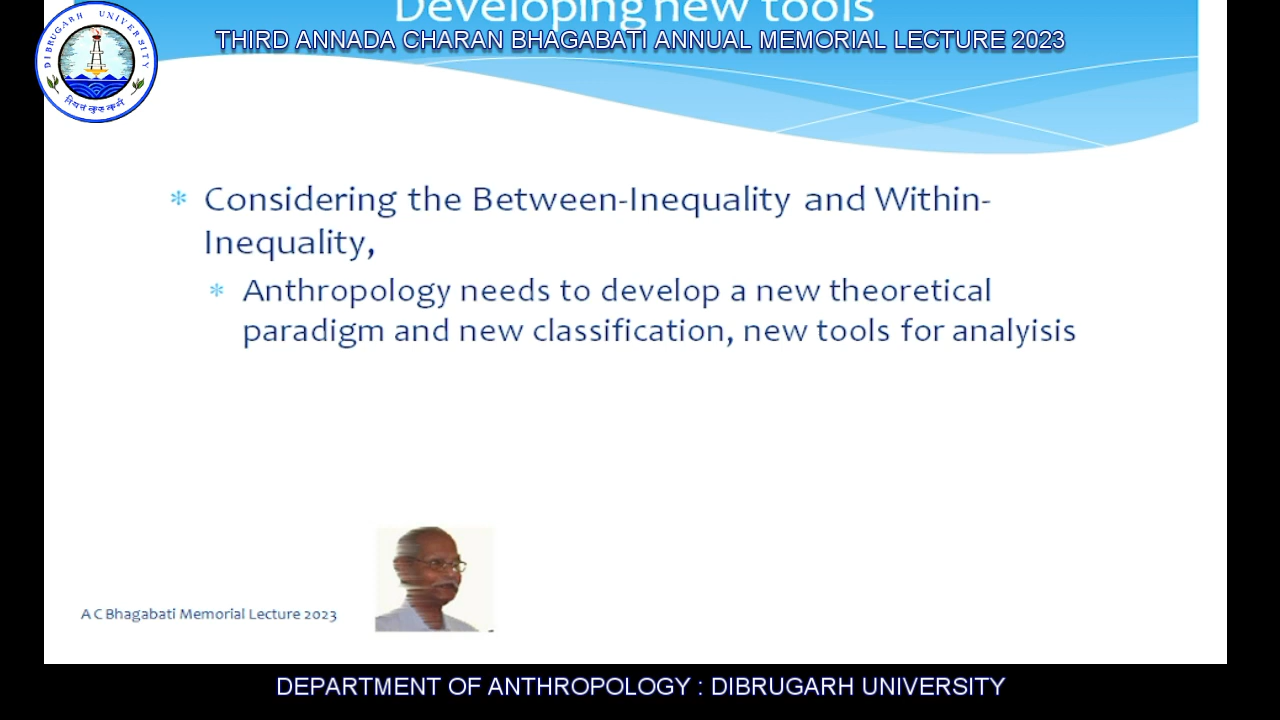 Developing new tools
THIRD ANNADA CHARAN BHAGABATI ANNUAL MEMORIAL LECTURE 2023
DIBRUGARH UNIVERSITY
* Considering the Between-Inequality and Within-
Inequality,
* Anthropology needs to develop a new theoretical
paradigm and new classification, new tools for analyisis
A C Bhagabati Memorial Lecture 2023
DEPARTMENT OF ANTHROPOLOGY : DIBRUGARH UNIVERSITY